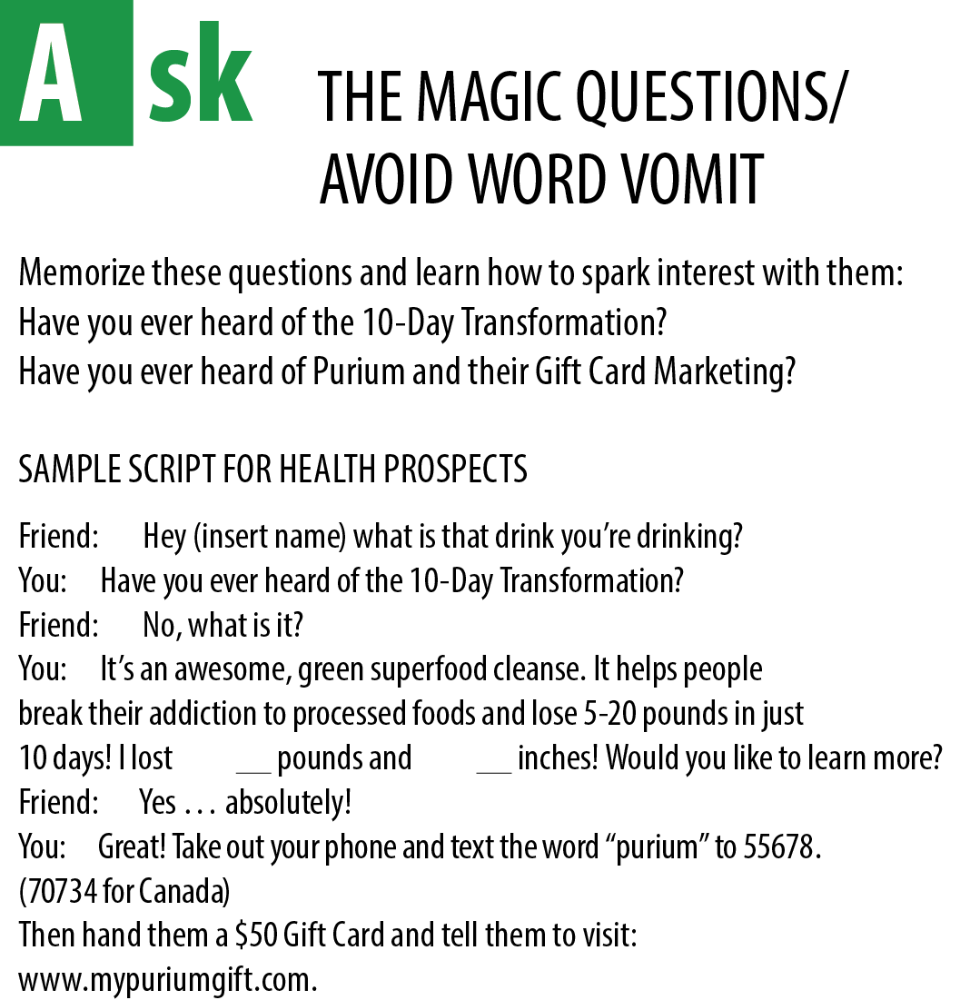 Ask
THE MAGIC QUESTIONS/
AVOID WORD VOMIT
Memorize these questions and learn how to spark interest with them:
Have you ever heard of the 10-Day Transformation?
Have you ever heard of Purium and their Gift Card Marketing?
SAMPLE SCRIPT FOR HEALTH PROSPECTS
Friend: Hey (insert name) what is that drink you’re drinking?
You: Have you ever heard of the 10-Day Transformation?
Friend: No, what is it?
You: It’s an awesome, green superfood cleanse. It helps people
break their addiction to processed foods and lose 5-20 pounds in just
10 days! I lost __ pounds and __ inches! Would you like to learn more?
Friend: Yes . . . absolutely!
You: Great! Take out your phone and text the word “purium” to 55678.
(70734 for Canada)
Then hand them a $50 Gift Card and tell them to visit:
www.mypuriumgift.com.